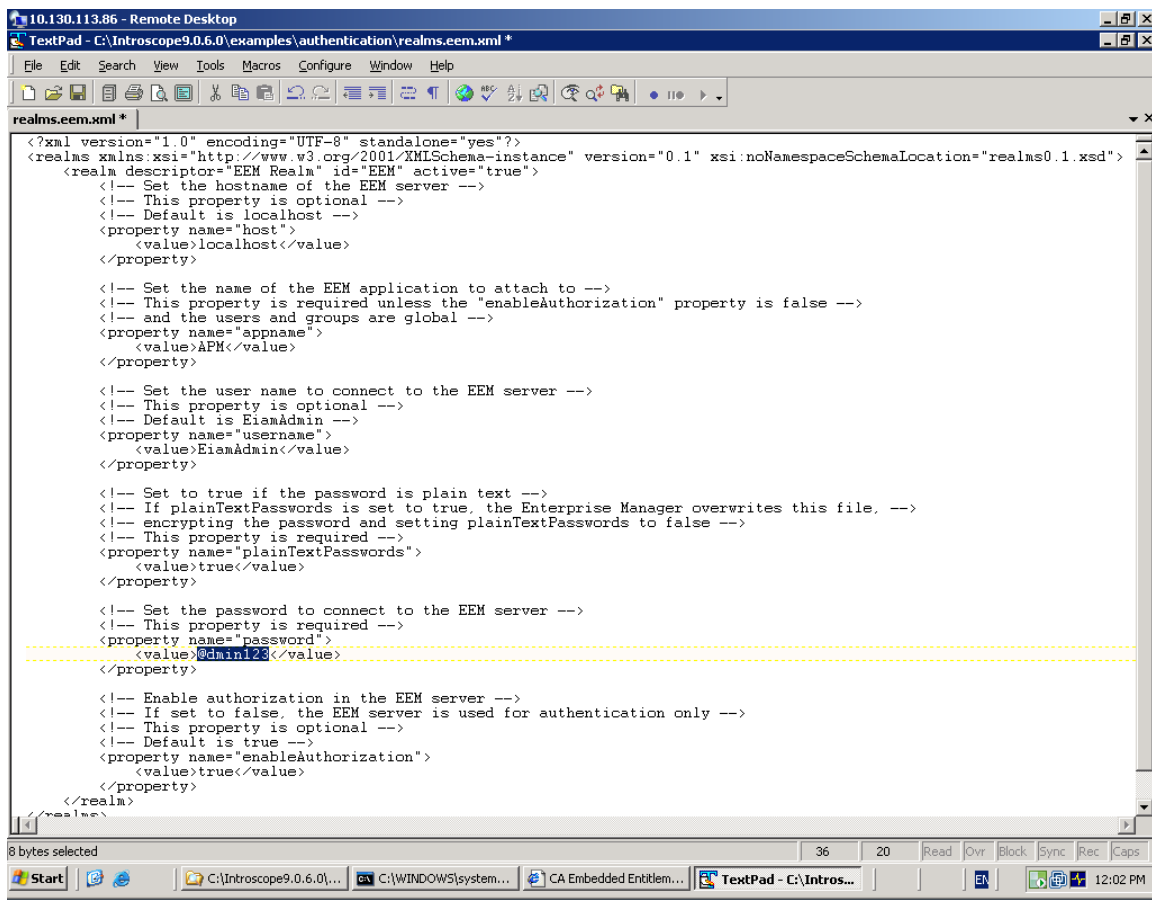 10.130.113.86 - Remote Desktop
TextPad - C:\Introscope9.0.6.0\examples\authentication\realms.eem.xml *
File Edit Search View Tools Macros Configure Window Help
realms.eem.xml *
<?xml version="1.0" encoding="UTF-8" standalone="yes"?>
<realms xmlns:xsi="http://www.w3.org/2001/XMLSchema-instance" version="0.1" xsi:noNamespaceSchemaLocation="realms0.1.xsd">
    <realm descriptor="EEM Realm" id="EEM" active="true">
        <!-- Set the hostname of the EEM server -->
        <!-- This property is optional -->
        <!-- Default is localhost -->
        <property name="host">
            <value>localhost</value>
        </property>

        <!-- Set the name of the EEM application to attach to -->
        <!-- This property is required unless the "enableAuthorization" property is false -->
        <!-- and the users and groups are global -->
        <property name="appname">
            <value>APM</value>
        </property>

        <!-- Set the user name to connect to the EEM server -->
        <!-- This property is optional -->
        <!-- Default is EiamAdmin -->
        <property name="username">
            <value>EiamAdmin</value>
        </property>

        <!-- Set to true if the password is plain text -->
        <!-- If plainTextPasswords is set to true, the Enterprise Manager overwrites this file, -->
        <!-- encrypting the password and setting plainTextPasswords to false -->
        <!-- This property is required -->
        <property name="plainTextPasswords">
            <value>true</value>
        </property>

        <!-- Set the password to connect to the EEM server -->
        <!-- This property is required -->
        <property name="password">
            <value>@dmin123</value>
        </property>

        <!-- Enable authorization in the EEM server -->
        <!-- If set to false, the EEM server is used for authentication only -->
        <!-- This property is optional -->
        <!-- Default is true -->
        <property name="enableAuthorization">
            <value>true</value>
        </property>
    </realm>
</realms>
8 bytes selected 36 20 Read Ovr Block Sync Rec Caps
Start C:\Introscope9.0.6.0\... C:\WINDOWS\system... CA Embedded Entitlem... TextPad - C:\Intros... EN 12:02 PM